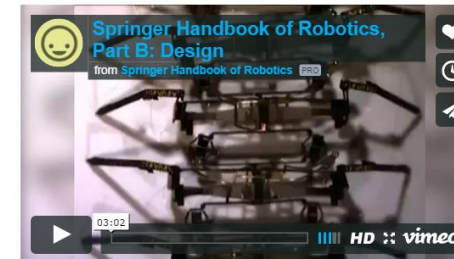 Springer Handbook of Robotics,
Part B: Design
from Springer Handbook of Robotics PRO
03:02
HD vimeo